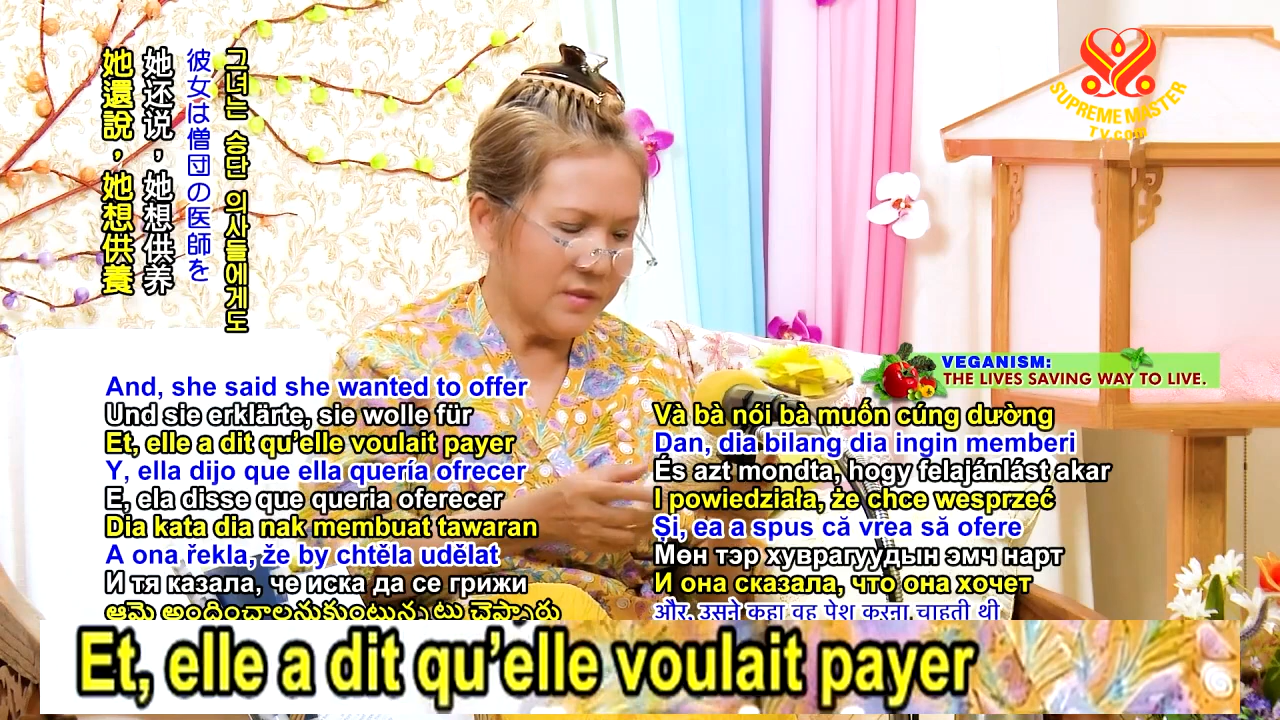 그녀는 승단 의사들에게도
彼女は僧団の医師を
她还说，她想供养
她還說，她想供養
SUPREME MASTER
TV.COM
VEGANISM:
THE LIVES SAVING WAY TO LIVE.
And, she said she wanted to offer
Und sie erklärte, sie wolle für
Et, elle a dit qu'elle voulait payer
Y, ella dijo que ella quería ofrecer
E, ela disse que queria oferecer
Dia kata dia nak membuat tawaran
A ona řekla, že by chtěla udělat
И тя казала, че иска да се грижи
ఆమె అందించాలనుకుంటున్నట్టు చెప్పారు
Và bà nói bà muốn cúng dường
Dan, dia bilang dia ingin memberi
És azt mondta, hogy felajánlást akar
I powiedziała, że chce wesprzeć
Și, ea a spus că vrea să ofere
Мөн тэр хуврагуудын эмч нарт
И она сказала, что она хочет
और, उसने कहा वह पेश करना चाहती थी
Et, elle a dit qu’elle voulait payer